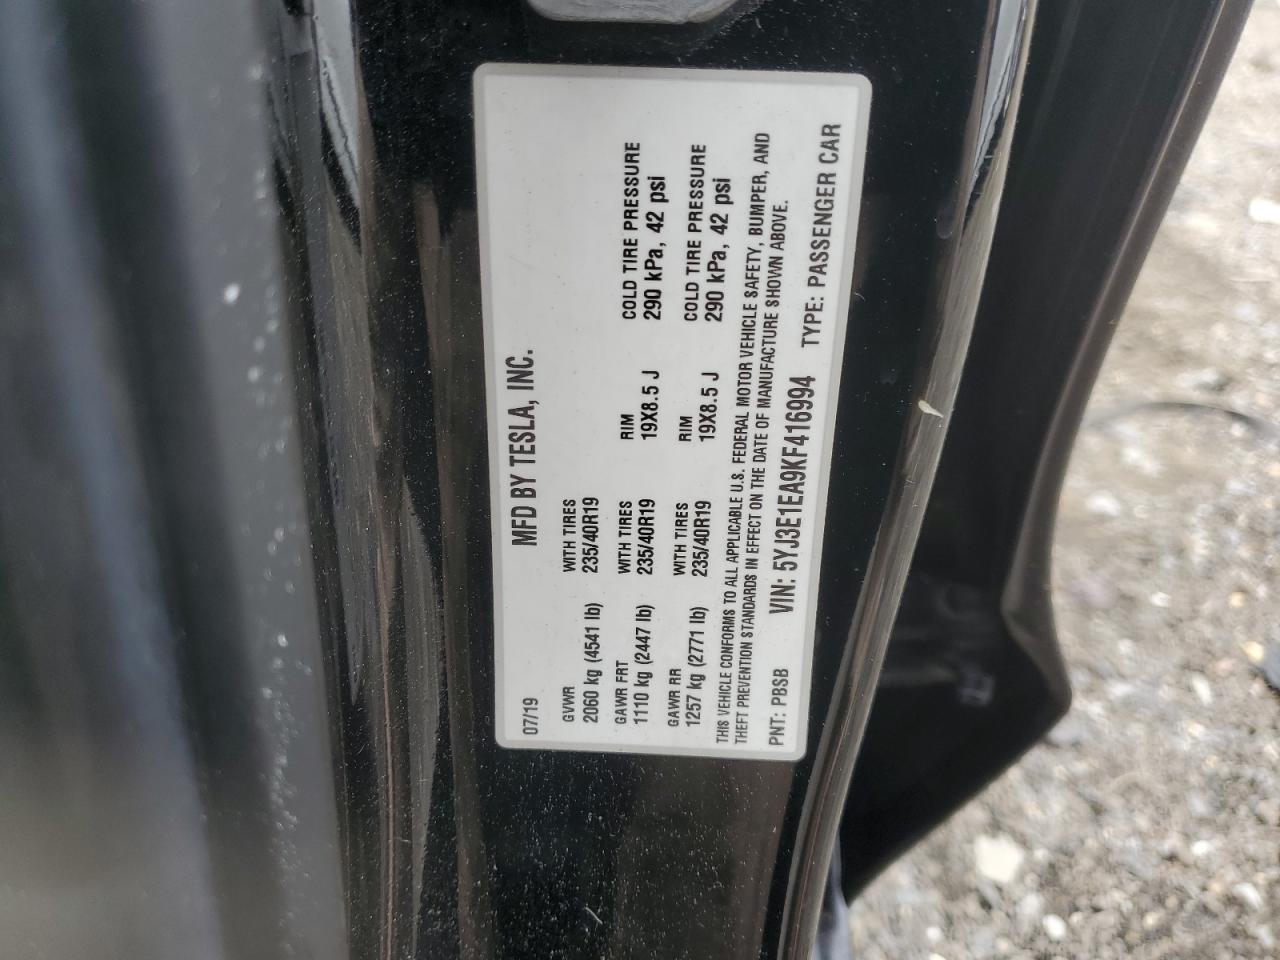 MFD BY TESLA, INC.
07/19
GVWR WITH TIRES
2060 kg (4541 lb) 235/40R19
GAWR FRT WITH TIRES RIM COLD TIRE PRESSURE
1110 kg (2447 lb) 235/40R19 19X8.5 J 290 kPa, 42 psi
GAWR RR WITH TIRES RIM COLD TIRE PRESSURE
1257 kg (2771 lb) 235/40R19 19X8.5 J 290 kPa, 42 psi
THIS VEHICLE CONFORMS TO ALL APPLICABLE U.S. FEDERAL MOTOR VEHICLE SAFETY, BUMPER, AND
THEFT PREVENTION STANDARDS IN EFFECT ON THE DATE OF MANUFACTURE SHOWN ABOVE.
PNT: PBSB VIN: 5YJ3E1EA9KF416994 TYPE: PASSENGER CAR